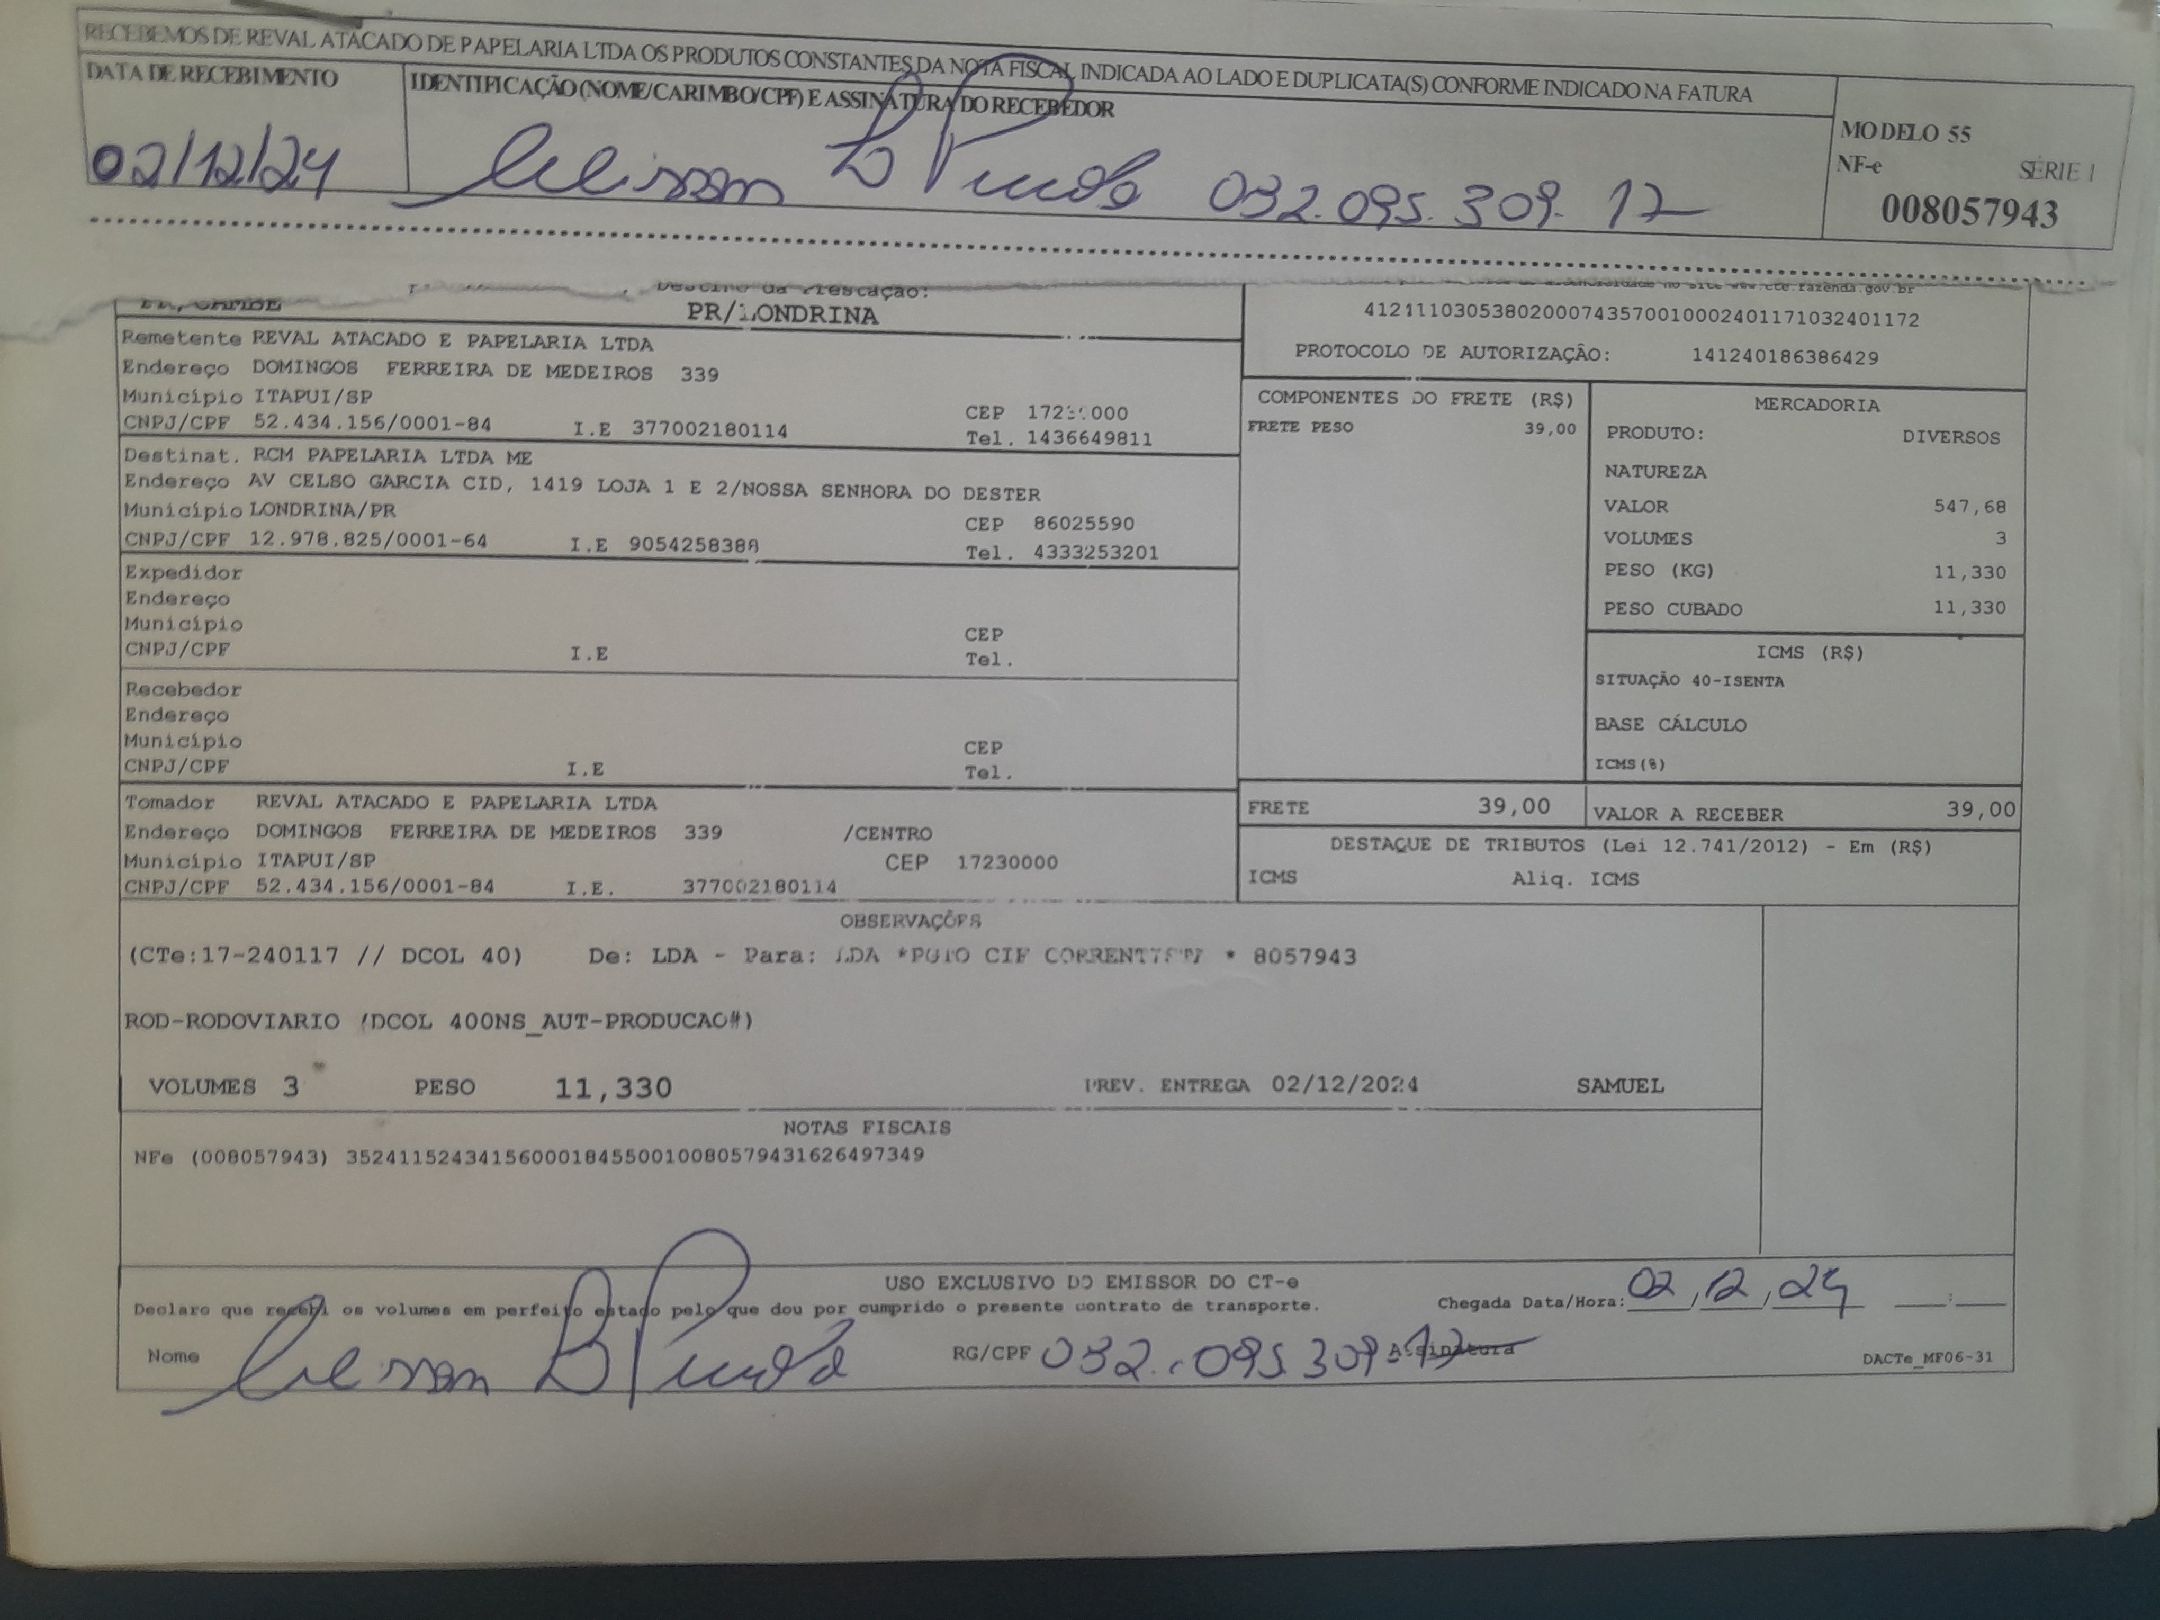 RECEBEMOS DE REVAL ATACADO DE PAPELARIA LTDA OS PRODUTOS CONSTANTES DA NOTA FISCAL INDICADA AO LADO E DUPLICATA(S) CONFORME INDICADO NA FATURA
DATA DE RECEBIMENTO IDENTIFICAÇÃO (NOME/CARIMBO/CPF) E ASSINATURA DO RECEBEDOR
MODELO 55
NF-e SÉRIE 1
008057943
02/12/24 032.095.309-17
Destino da Prestação:
PR/LONDRINA
PROTOCOLO DE AUTORIZAÇÃO: 141240186386429
Remetente REVAL ATACADO E PAPELARIA LTDA
Endereço DOMINGOS FERREIRA DE MEDEIROS 339
Município ITAPUI/SP CEP
CNPJ/CPF 52.434.156/0001-84 I.E 377002180114 Tel. 1436649811
Destinat. RCM PAPELARIA LTDA ME
Endereço AV CELSO GARCIA CID, 1419 LOJA 1 E 2/NOSSA SENHORA DO DESTER
Município LONDRINA/PR CEP 86025590
CNPJ/CPF 12.978.825/0001-64 I.E Tel. 4333253201
Expedidor
Endereço
Município CEP
CNPJ/CPF I.E Tel.
Recebedor
Endereço
Município CEP
CNPJ/CPF I.E Tel.
Tomador REVAL ATACADO E PAPELARIA LTDA
Endereço DOMINGOS FERREIRA DE MEDEIROS 339 /CENTRO
Município ITAPUI/SP CEP 17230000
CNPJ/CPF 52.434.156/0001-84 I.E. 377002180114
COMPONENTES DO FRETE (R$)
FRETE PESO 39,00
MERCADORIA
PRODUTO: DIVERSOS
NATUREZA
VALOR 547,68
VOLUMES 3
PESO (KG) 11,330
PESO CUBADO 11,330
ICMS (R$)
SITUAÇÃO 40-ISENTA
BASE CÁLCULO
ICMS(%)
FRETE 39,00 VALOR A RECEBER 39,00
DESTAQUE DE TRIBUTOS (Lei 12.741/2012) - Em (R$)
ICMS Aliq. ICMS
OBSERVAÇÕES
(CTe:17-240117 // DCOL 40) De: LDA - Para: LDA *PGTO CIF * 8057943
ROD-RODOVIARIO (DCOL 400NS_AUT-PRODUCAO#)
VOLUMES 3 PESO 11,330 PREV. ENTREGA 02/12/2024 SAMUEL
NOTAS FISCAIS
NFe (008057943) 35241152434156000184550010080579431626497349
USO EXCLUSIVO DO EMISSOR DO CT-e
Declaro que recebi os volumes em perfeito estado pelo que dou por cumprido o presente contrato de transporte. Chegada Data/Hora: 02/12/24
Nome RG/CPF 032.095.309-17 Assinatura DACTe_MF06-31